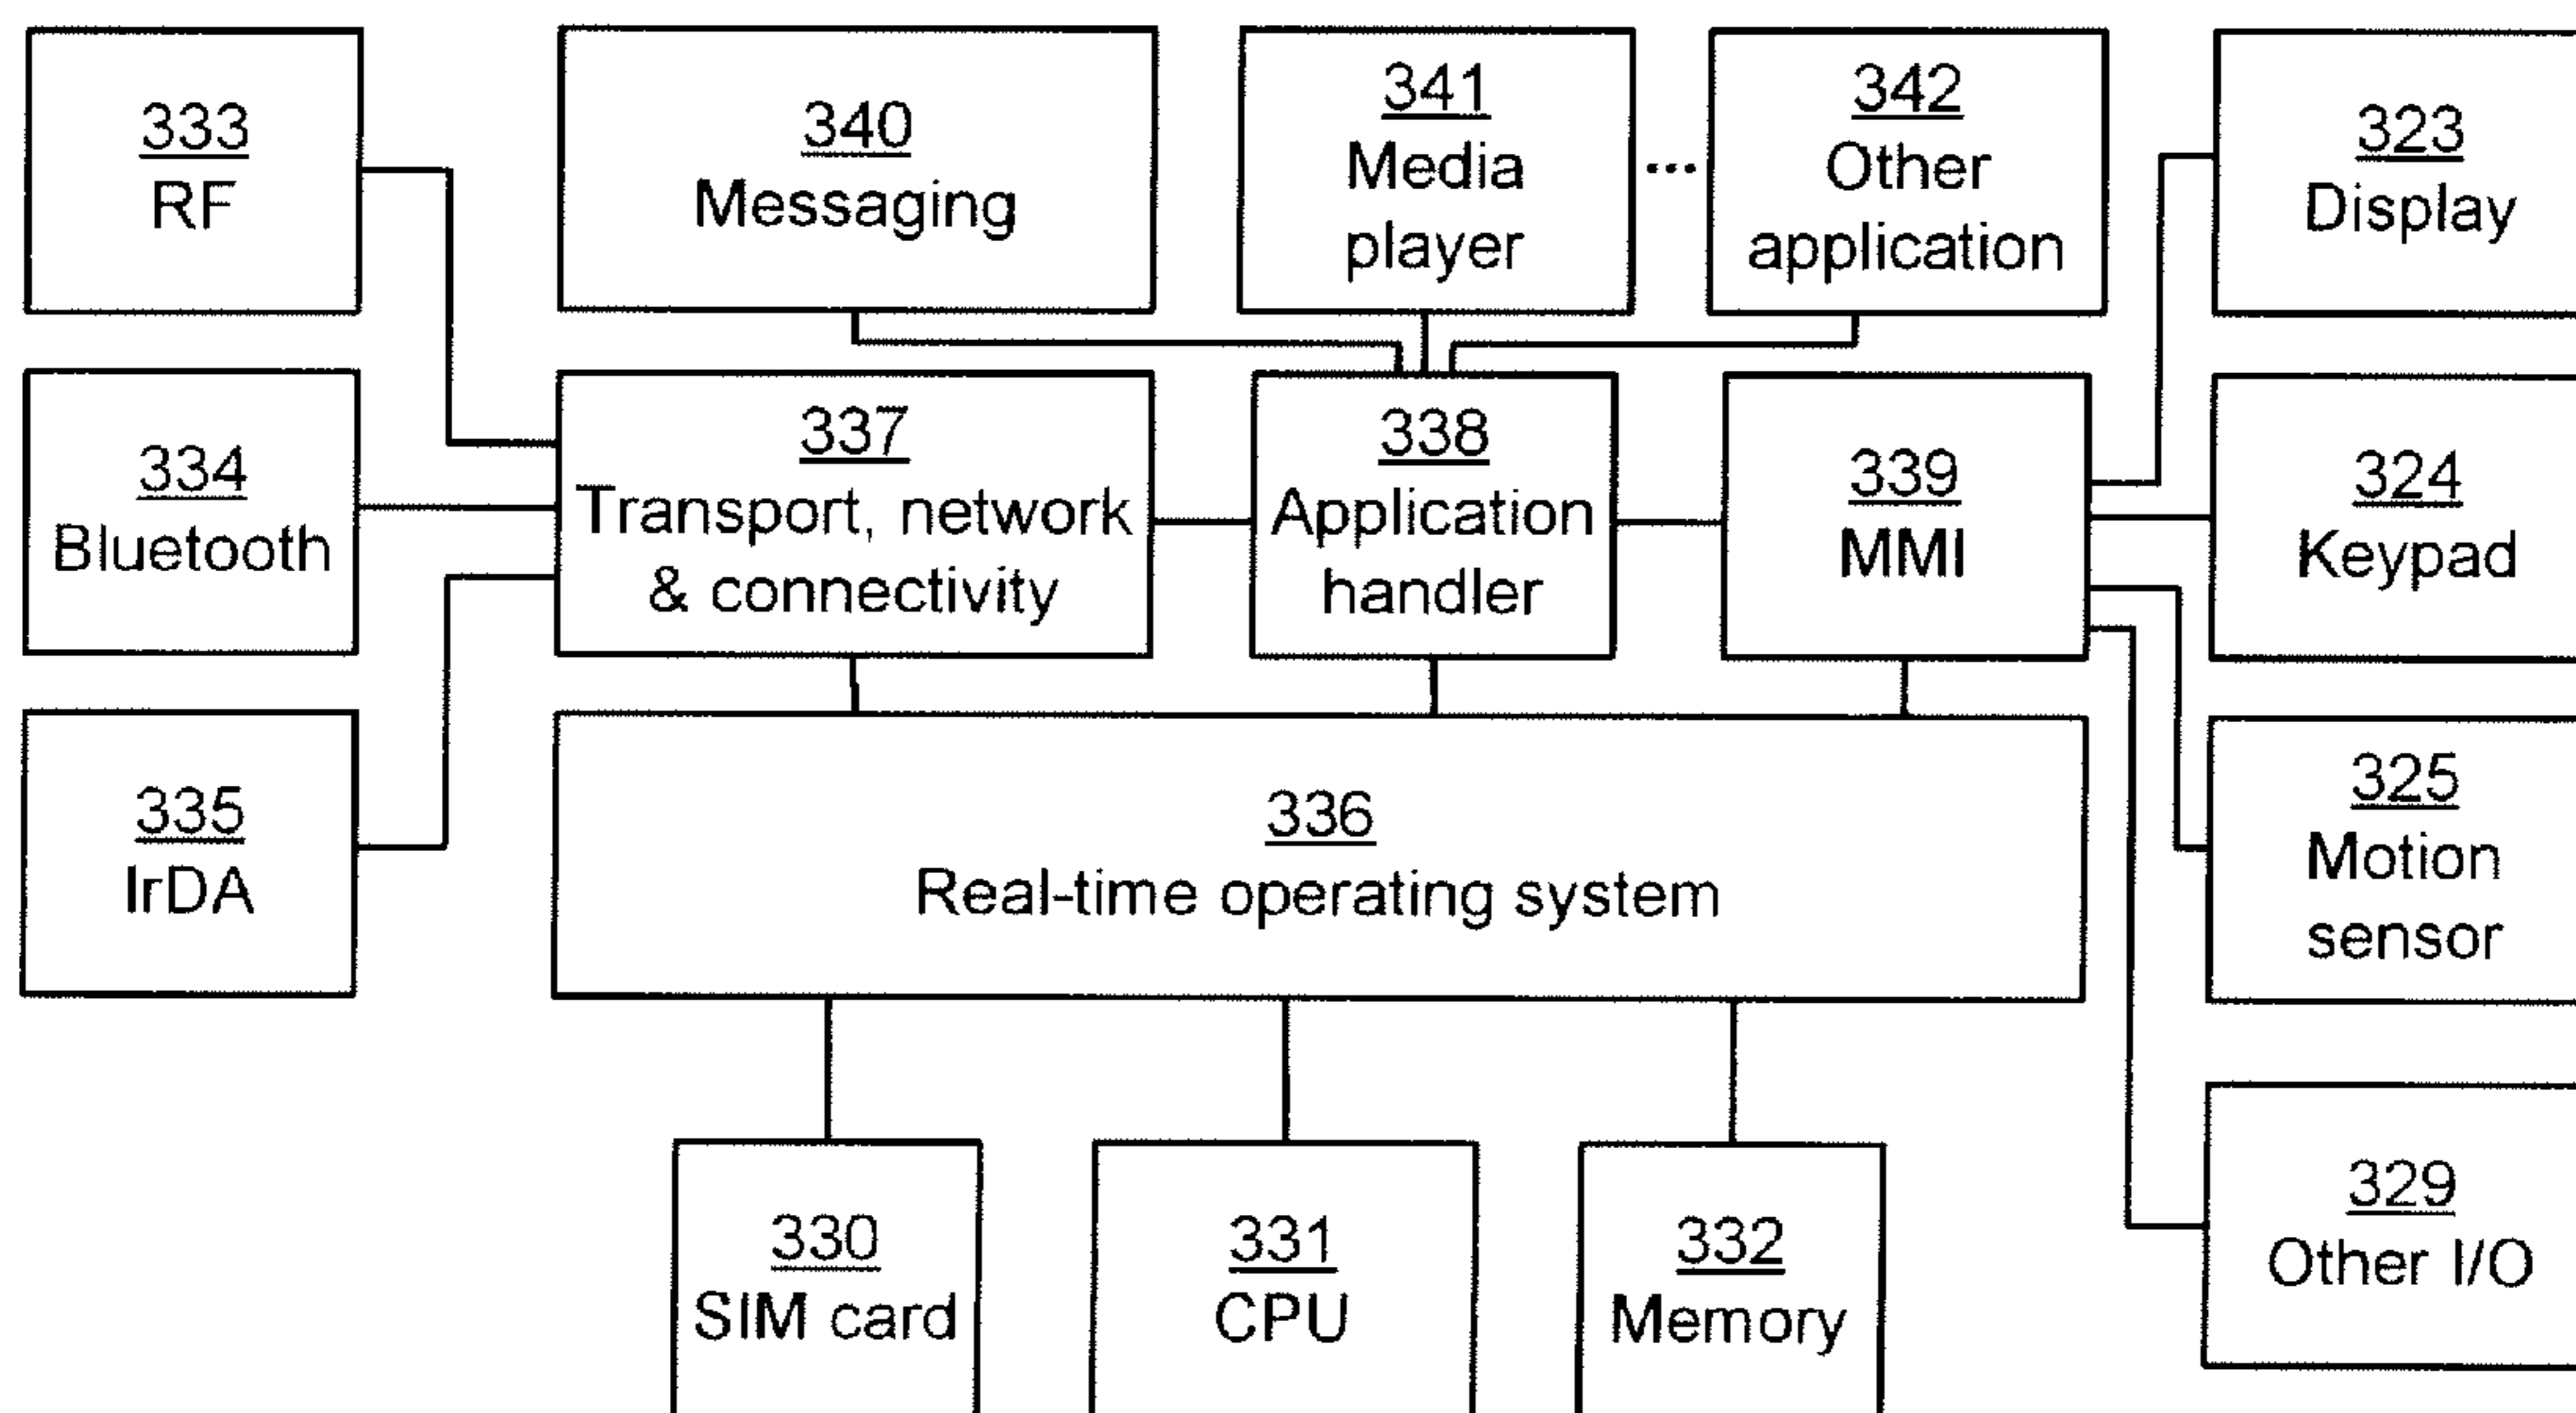 333
RF
340
Messaging
341
Media
player
...
342
Other
application
323
Display
334
Bluetooth
337
Transport, network
& connectivity
338
Application
handler
339
MMI
324
Keypad
335
IrDA
336
Real-time operating system
325
Motion
sensor
330
SIM card
331
CPU
332
Memory
329
Other I/O